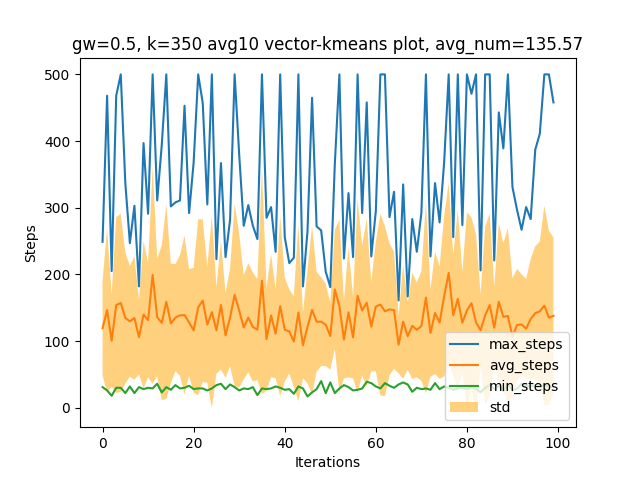 gw=0.5, k=350 avg10 vector-kmeans plot, avg_num=135.57
500
400
300
200
100
0
Steps
max_steps
avg_steps
min_steps
std
0 20 40 60 80 100
Iterations